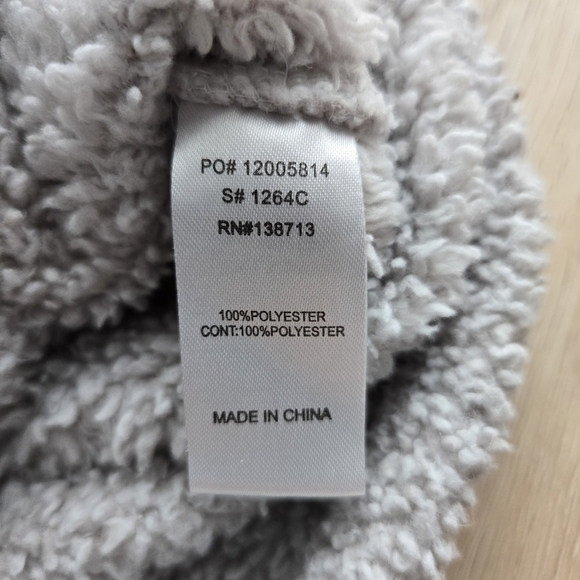 PO# 12005814
S# 1264C
RN#138713
100%POLYESTER
CONT:100%POLYESTER
MADE IN CHINA